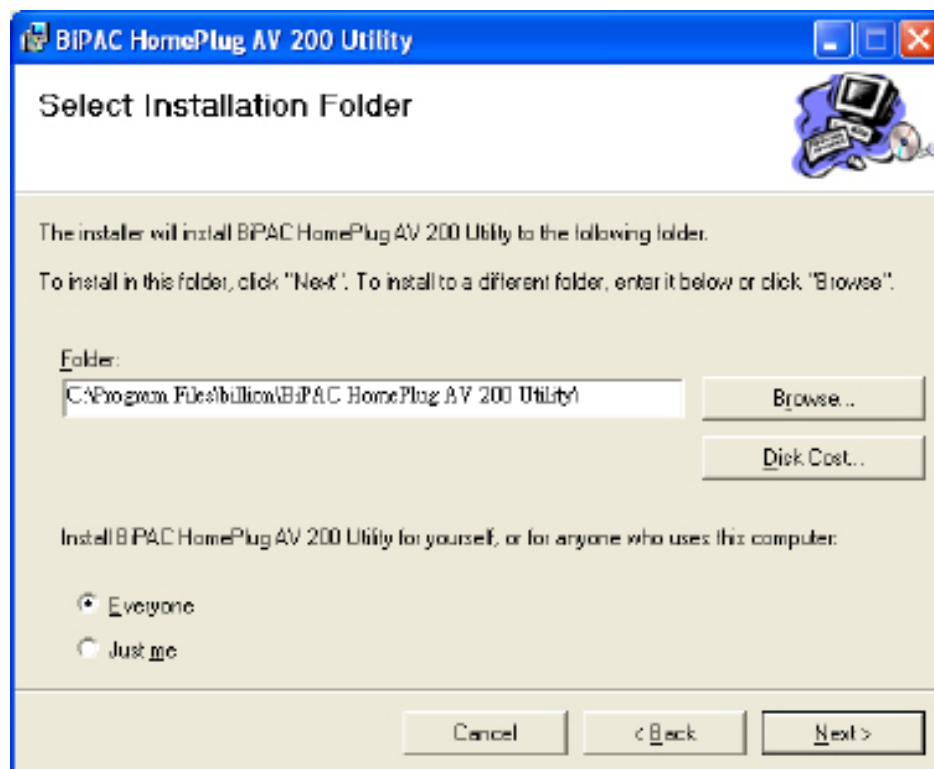 BiPAC HomePlug AV 200 Utility
Select Installation Folder
The installer will install BiPAC HomePlug AV 200 Utility to the following folder.
To install in this folder, click "Next". To install to a different folder, enter it below or click "Browse".
Folder:
C:\Program Files\billion\BiPAC HomePlug AV 200 Utility\
Browse...
Disk Cost...
Install BiPAC HomePlug AV 200 Utility for yourself, or for anyone who uses this computer:
Everyone
Just me
Cancel
< Back
Next >